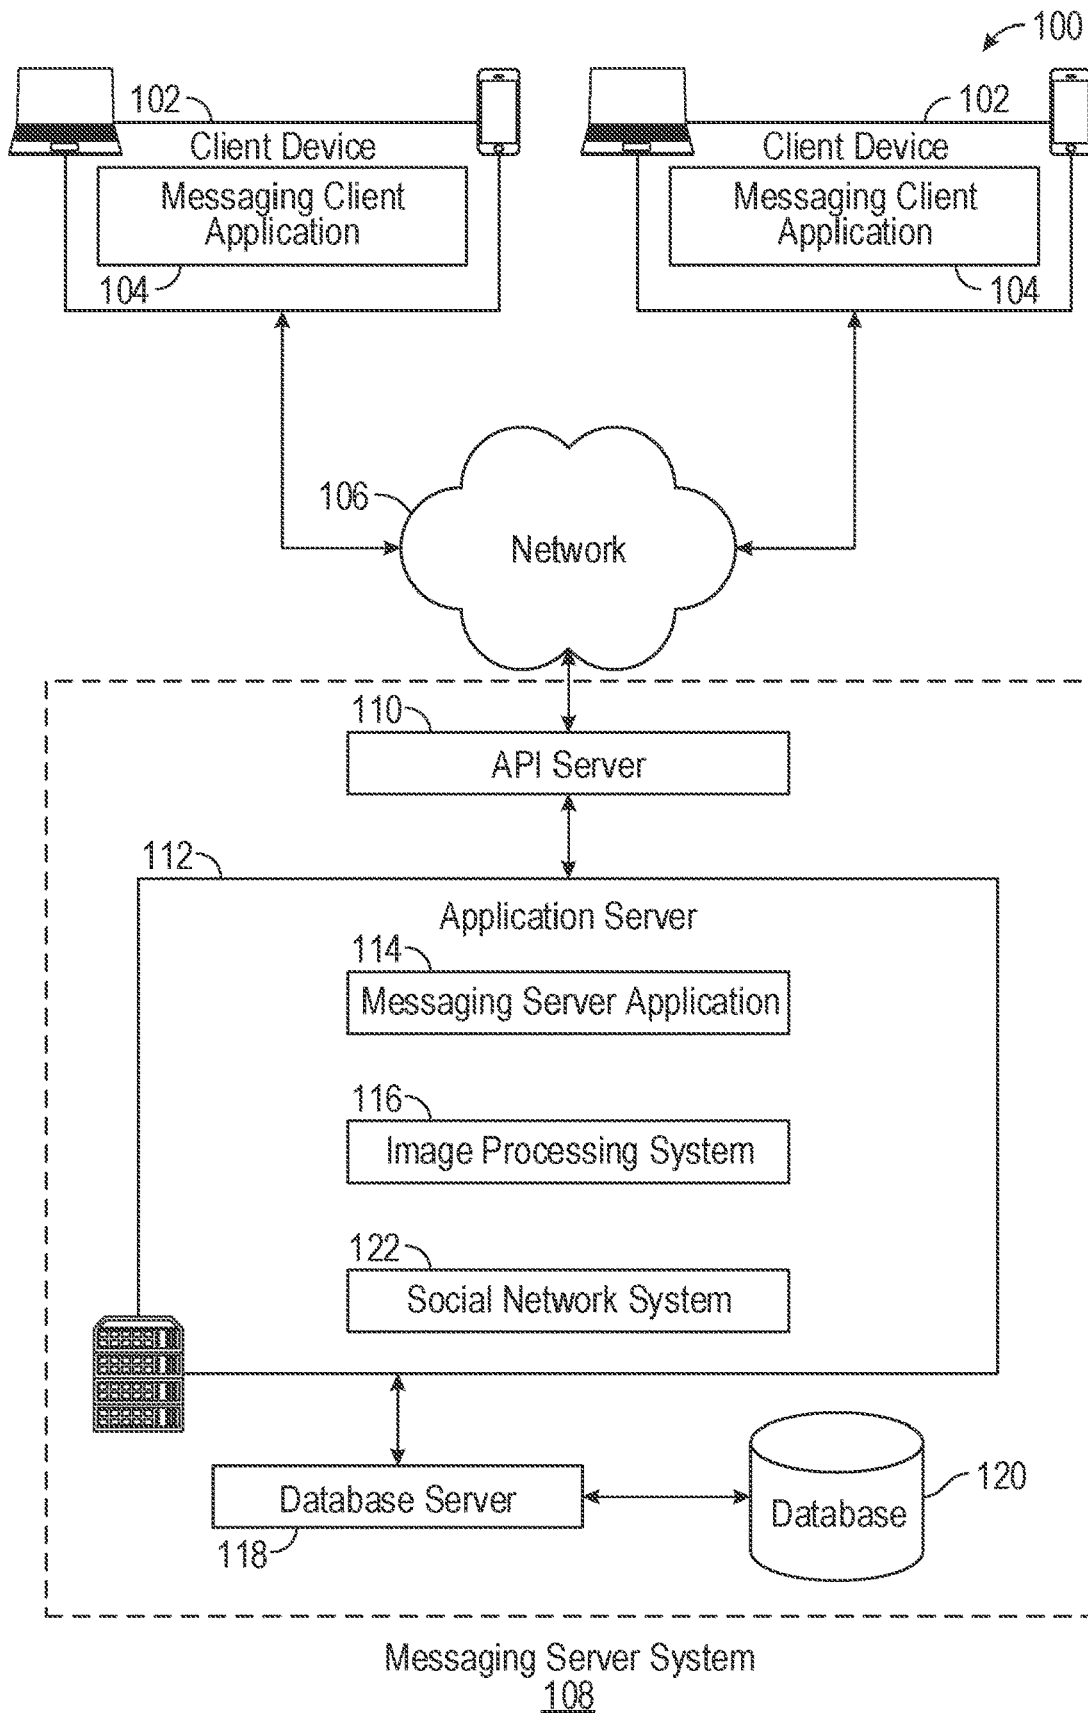 100
102
102
Client Device
Client Device
Messaging Client
Application
Messaging Client
Application
104
104
106
Network
110
API Server
112
Application Server
114
Messaging Server Application
116
Image Processing System
122
Social Network System
Database Server
118
Database
120
Messaging Server System
108